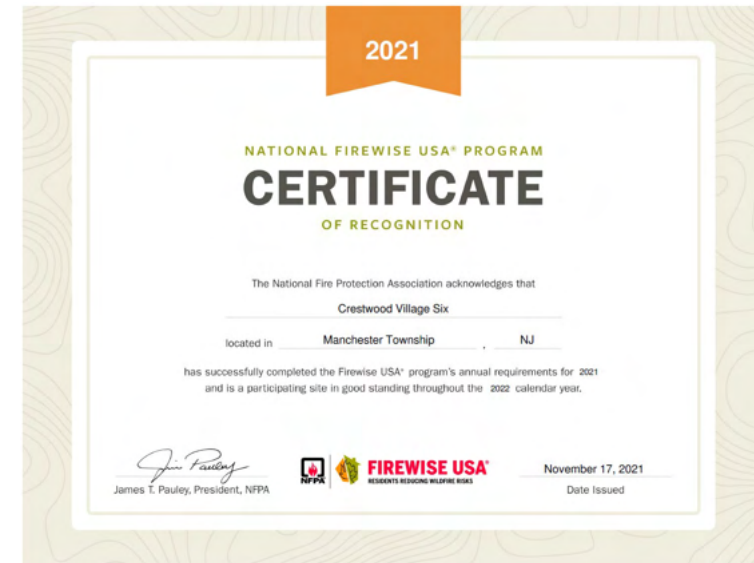 2021
NATIONAL FIREWISE USA® PROGRAM
CERTIFICATE
OF RECOGNITION
The National Fire Protection Association acknowledges that
Crestwood Village Six
located in Manchester Township , NJ
has successfully completed the Firewise USA® program's annual requirements for 2021
and is a participating site in good standing throughout the 2022 calendar year.
Jim Pauley
James T. Pauley, President, NFPA
NFPA
FIREWISE USA®
RESIDENTS REDUCING WILDFIRE RISKS
November 17, 2021
Date Issued